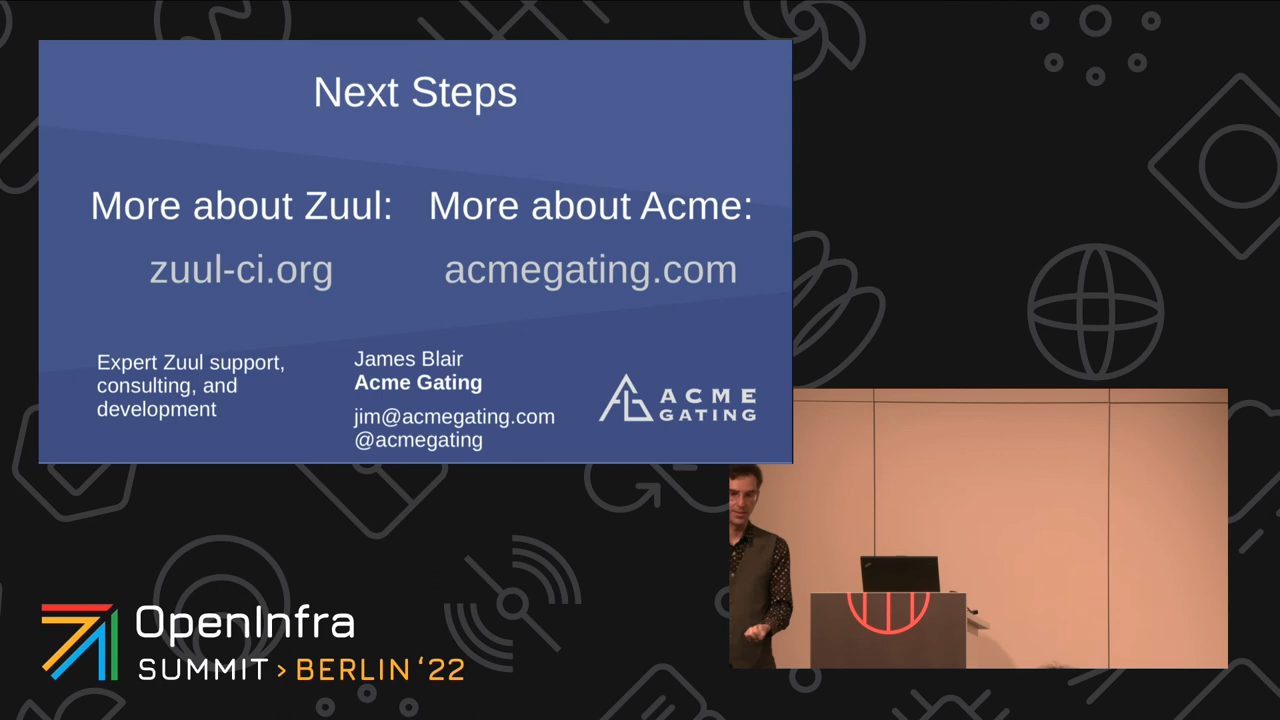 Next Steps
More about Zuul:
zuul-ci.org
More about Acme:
acmegating.com
Expert Zuul support,
consulting, and
development
James Blair
Acme Gating
jim@acmegating.com
@acmegating
ACME
GATING
OpenInfra
SUMMIT > BERLIN ‘22